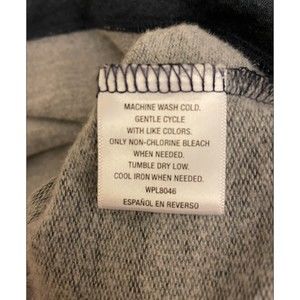 MACHINE WASH COLD.
GENTLE CYCLE
WITH LIKE COLORS.
ONLY NON-CHLORINE BLEACH
WHEN NEEDED.
TUMBLE DRY LOW.
COOL IRON WHEN NEEDED.
WPL8046
ESPAÑOL EN REVERSO